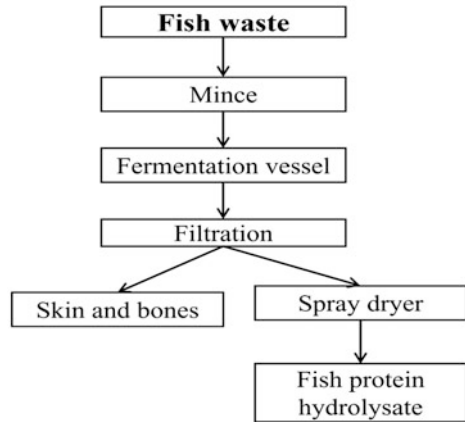 Fish waste
Mince
Fermentation vessel
Filtration
Skin and bones
Spray dryer
Fish protein
hydrolysate